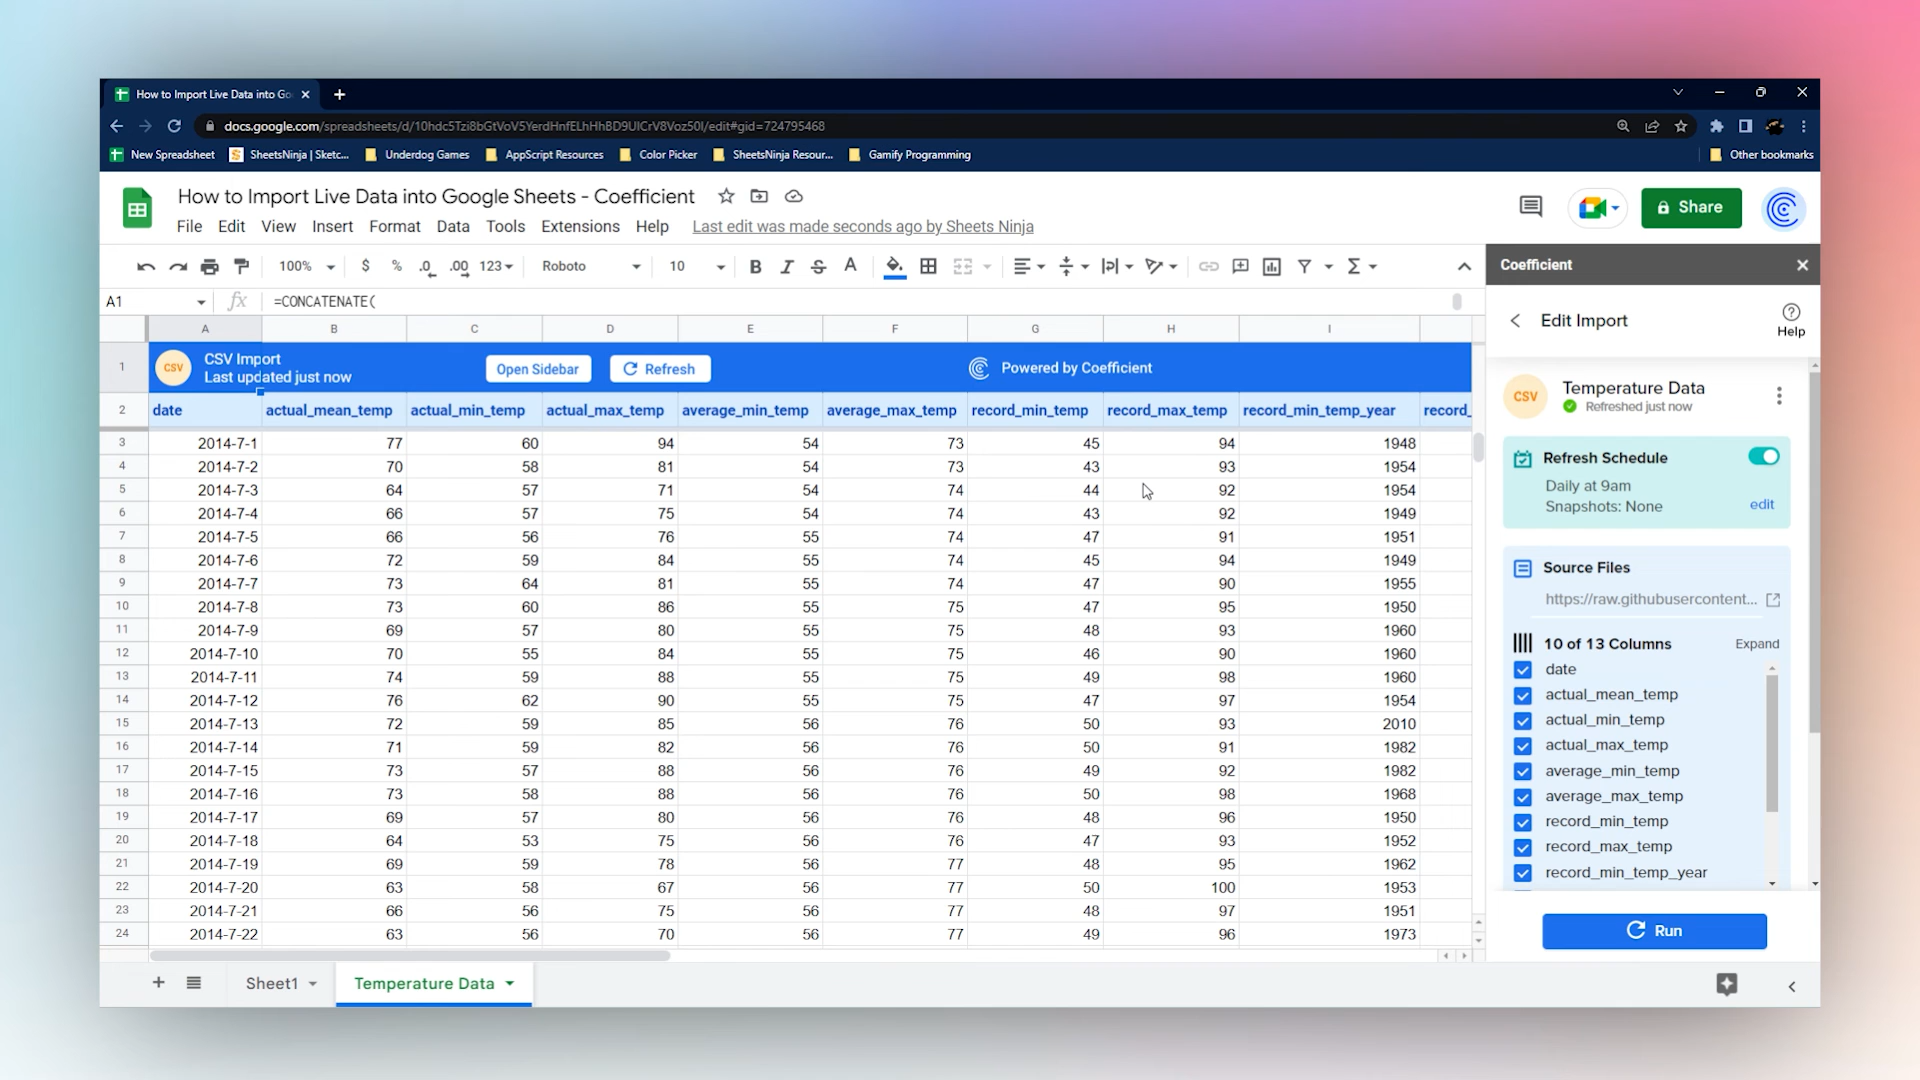 How to Import Live Data into Go
docs.google.com/spreadsheets/d/10hdc5Tzi8bGtVoV5YerdHnfELhHhBD9UICrV8Voz50I/edit#gid=724795468
New Spreadsheet SheetsNinja | Sketc... Underdog Games AppScript Resources Color Picker SheetsNinja Resour... Gamify Programming Other bookmarks
How to Import Live Data into Google Sheets - Coefficient
Share
File Edit View Insert Format Data Tools Extensions Help Last edit was made seconds ago by Sheets Ninja
100% $ % .0 .00 123 Roboto 10 B I S A
A1 fx =CONCATENATE(
A B C D E F G H I
1 CSV CSV Import
Last updated just now
Open Sidebar Refresh Powered by Coefficient
2 date actual_mean_temp actual_min_temp actual_max_temp average_min_temp average_max_temp record_min_temp record_max_temp record_min_temp_year record_
3 2014-7-1 77 60 94 54 73 45 94 1948
4 2014-7-2 70 58 81 54 73 43 93 1954
5 2014-7-3 64 57 71 54 74 44 92 1954
6 2014-7-4 66 57 75 54 74 43 92 1949
7 2014-7-5 66 56 76 55 74 47 91 1951
8 2014-7-6 72 59 84 55 74 45 94 1949
9 2014-7-7 73 64 81 55 74 47 90 1955
10 2014-7-8 73 60 86 55 75 47 95 1950
11 2014-7-9 69 57 80 55 75 48 93 1960
12 2014-7-10 70 55 84 55 75 46 90 1960
13 2014-7-11 74 59 88 55 75 49 98 1960
14 2014-7-12 76 62 90 55 75 47 97 1954
15 2014-7-13 72 59 85 56 76 50 93 2010
16 2014-7-14 71 59 82 56 76 50 91 1982
17 2014-7-15 73 57 88 56 76 49 92 1982
18 2014-7-16 73 58 88 56 76 50 98 1968
19 2014-7-17 69 57 80 56 76 48 96 1950
20 2014-7-18 64 53 75 56 76 47 93 1952
21 2014-7-19 69 59 78 56 77 48 95 1962
22 2014-7-20 63 58 67 56 77 50 100 1953
23 2014-7-21 66 56 75 56 77 48 97 1951
24 2014-7-22 63 56 70 56 77 49 96 1973
Sheet1 Temperature Data
Coefficient
Edit Import
Help
CSV Temperature Data
Refreshed just now
Refresh Schedule
Daily at 9am
Snapshots: None edit
Source Files
https://raw.githubusercontent...
10 of 13 Columns Expand
date
actual_mean_temp
actual_min_temp
actual_max_temp
average_min_temp
average_max_temp
record_min_temp
record_max_temp
record_min_temp_year
Run